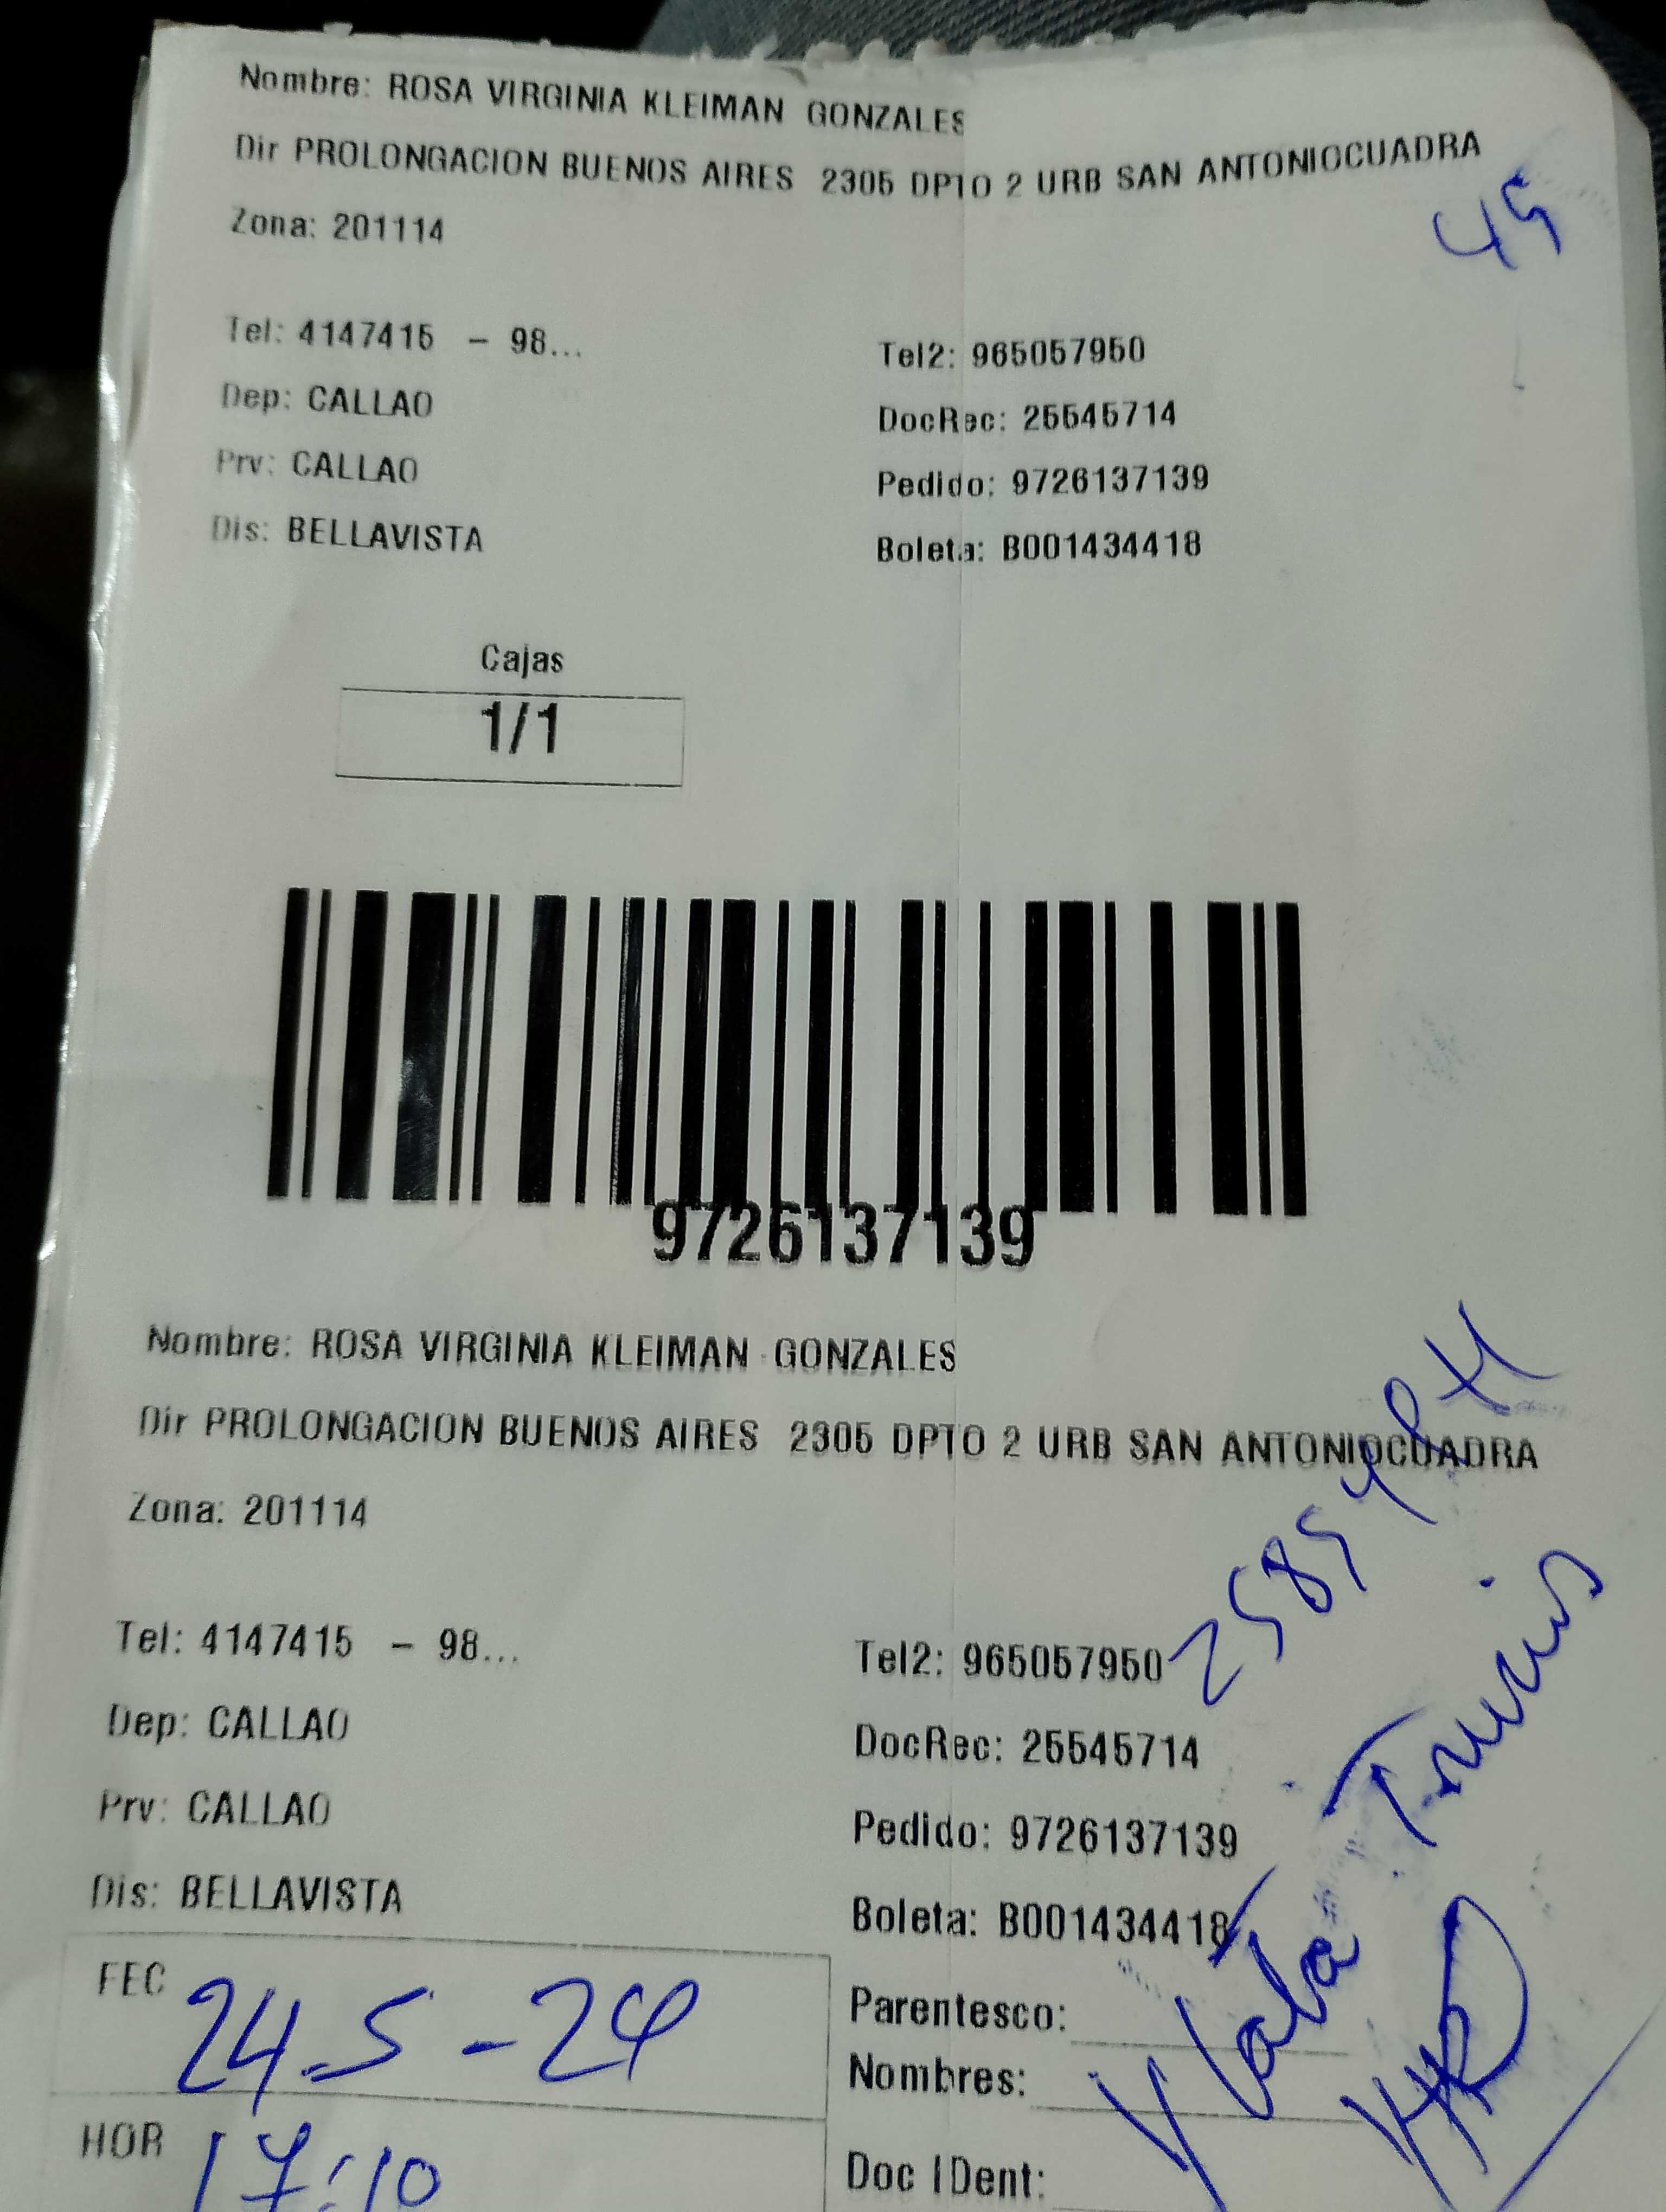 Nombre: ROSA VIRGINIA KLEIMAN GONZALES
Dir PROLONGACION BUENOS AIRES 2305 DPTO 2 URB SAN ANTONIOCUADRA
45
Zona: 201114
Tel: 4147415 - 98...
Tel2: 965057950
Dep: CALLAO
DocRec: 25545714
Prv: CALLAO
Pedido: 9726137139
Dis: BELLAVISTA
Boleta: B001434418
Cajas
1/1
9726137139
Nombre: ROSA VIRGINIA KLEIMAN GONZALES
Dir PROLONGACION BUENOS AIRES 2305 DPTO 2 URB SAN ANTONIOCUADRA
Zona: 201114
Tel: 4147415 - 98...
Tel2: 965057950
Dep: CALLAO
DocRec: 25545714
Prv: CALLAO
Pedido: 9726137139
Dis: BELLAVISTA
Boleta: B001434418
FEC 24.5-24
Parentesco:
Nombres:
HOR 17:10
Doc IDent: